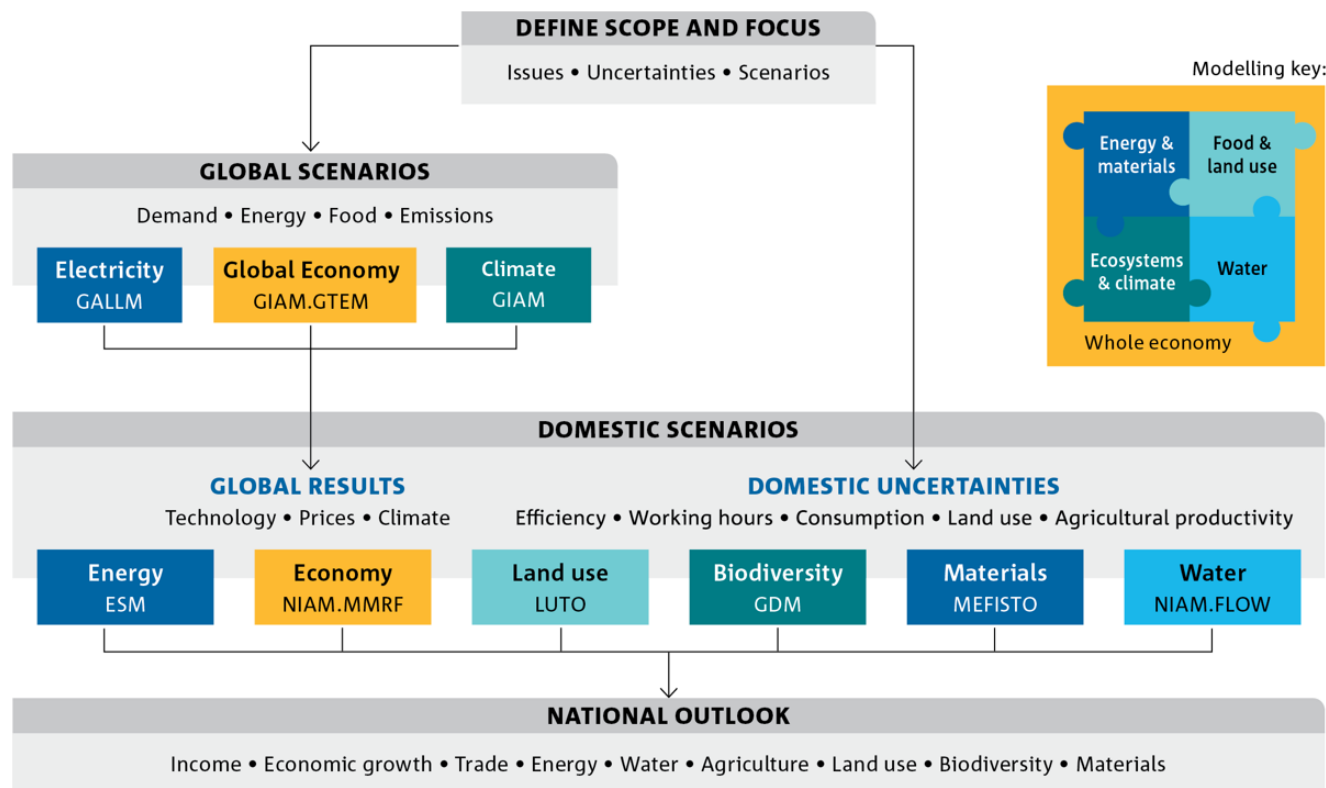 DEFINE SCOPE AND FOCUS
Issues • Uncertainties • Scenarios
Modelling key:
Energy &
materials
Food &
land use
Ecosystems
& climate
Water
Whole economy
GLOBAL SCENARIOS
Demand • Energy • Food • Emissions
Electricity
GALLM
Global Economy
GIAM.GTEM
Climate
GIAM
DOMESTIC SCENARIOS
GLOBAL RESULTS
Technology • Prices • Climate
DOMESTIC UNCERTAINTIES
Efficiency • Working hours • Consumption • Land use • Agricultural productivity
Energy
ESM
Economy
NIAM.MMRF
Land use
LUTO
Biodiversity
GDM
Materials
MEFISTO
Water
NIAM.FLOW
NATIONAL OUTLOOK
Income • Economic growth • Trade • Energy • Water • Agriculture • Land use • Biodiversity • Materials